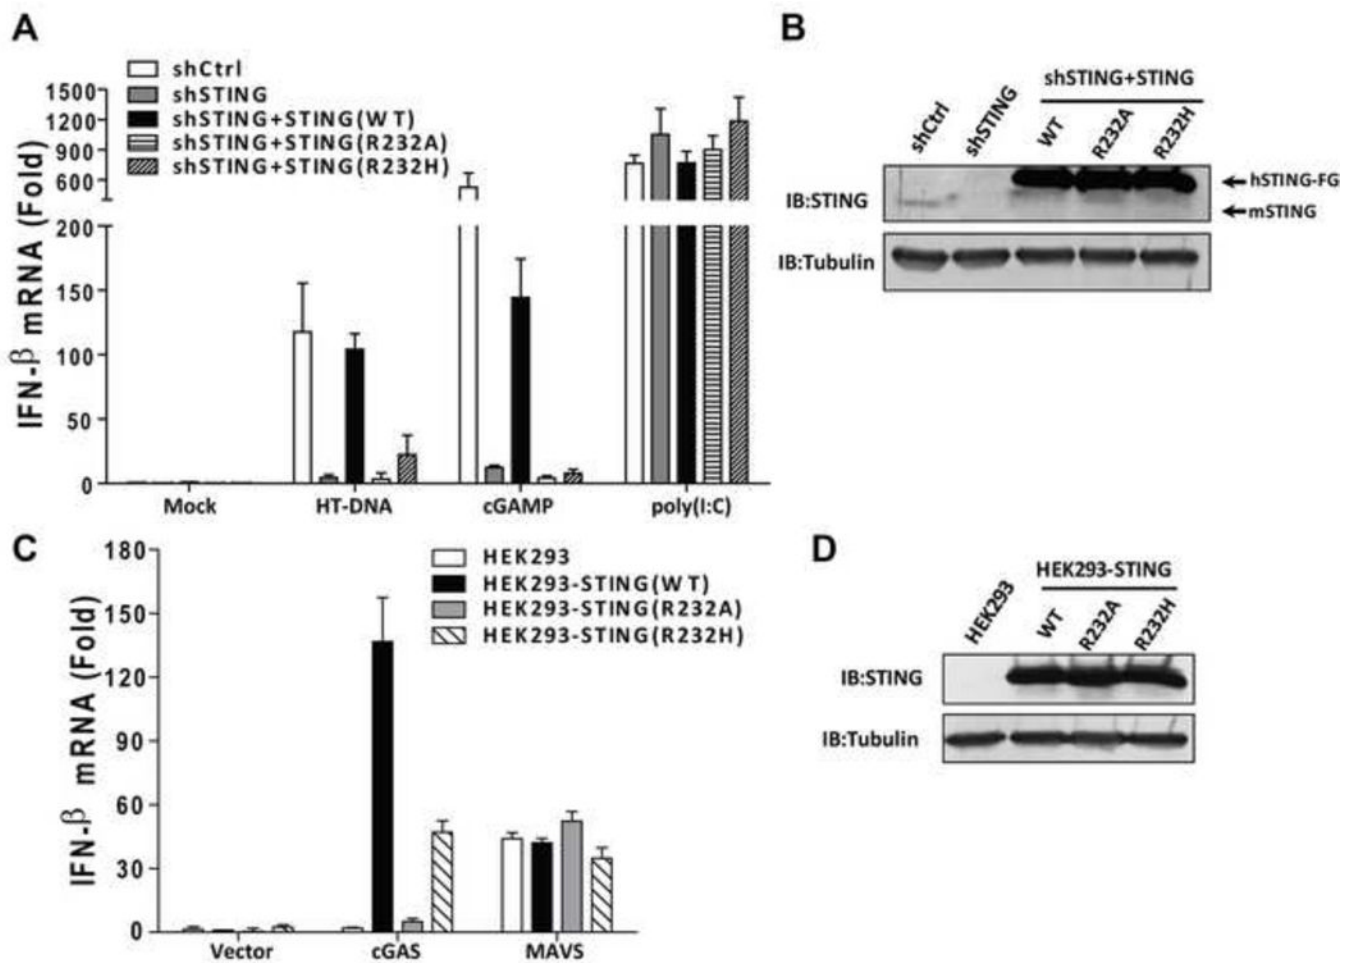 A
shCtrl
shSTING
shSTING+STING(WT)
shSTING+STING(R232A)
shSTING+STING(R232H)
IFN-β mRNA (Fold)
1500
1200
900
600
200
150
100
50
0
Mock
HT-DNA
cGAMP
poly(I:C)
B
shSTING+STING
shCtrl
shSTING
WT
R232A
R232H
IB:STING
hSTING-FG
mSTING
IB:Tubulin
C
HEK293
HEK293-STING(WT)
HEK293-STING(R232A)
HEK293-STING(R232H)
IFN-β mRNA (Fold)
180
150
120
90
60
30
0
Vector
cGAS
MAVS
D
HEK293-STING
HEK293
WT
R232A
R232H
IB:STING
IB:Tubulin